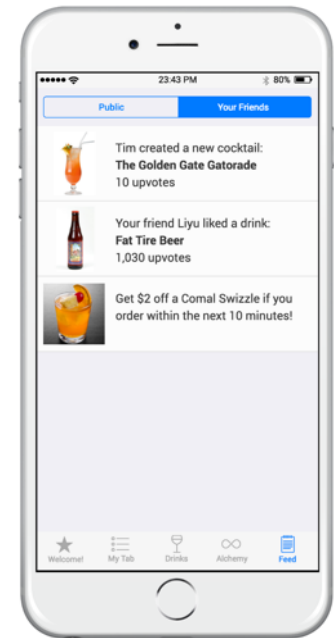 23:43 PM
80%
Public
Your Friends
Tim created a new cocktail:
The Golden Gate Gatorade
10 upvotes
Your friend Liyu liked a drink:
Fat Tire Beer
1,030 upvotes
Get $2 off a Comal Swizzle if you
order within the next 10 minutes!
Welcome!
My Tab
Drinks
Alchemy
Feed